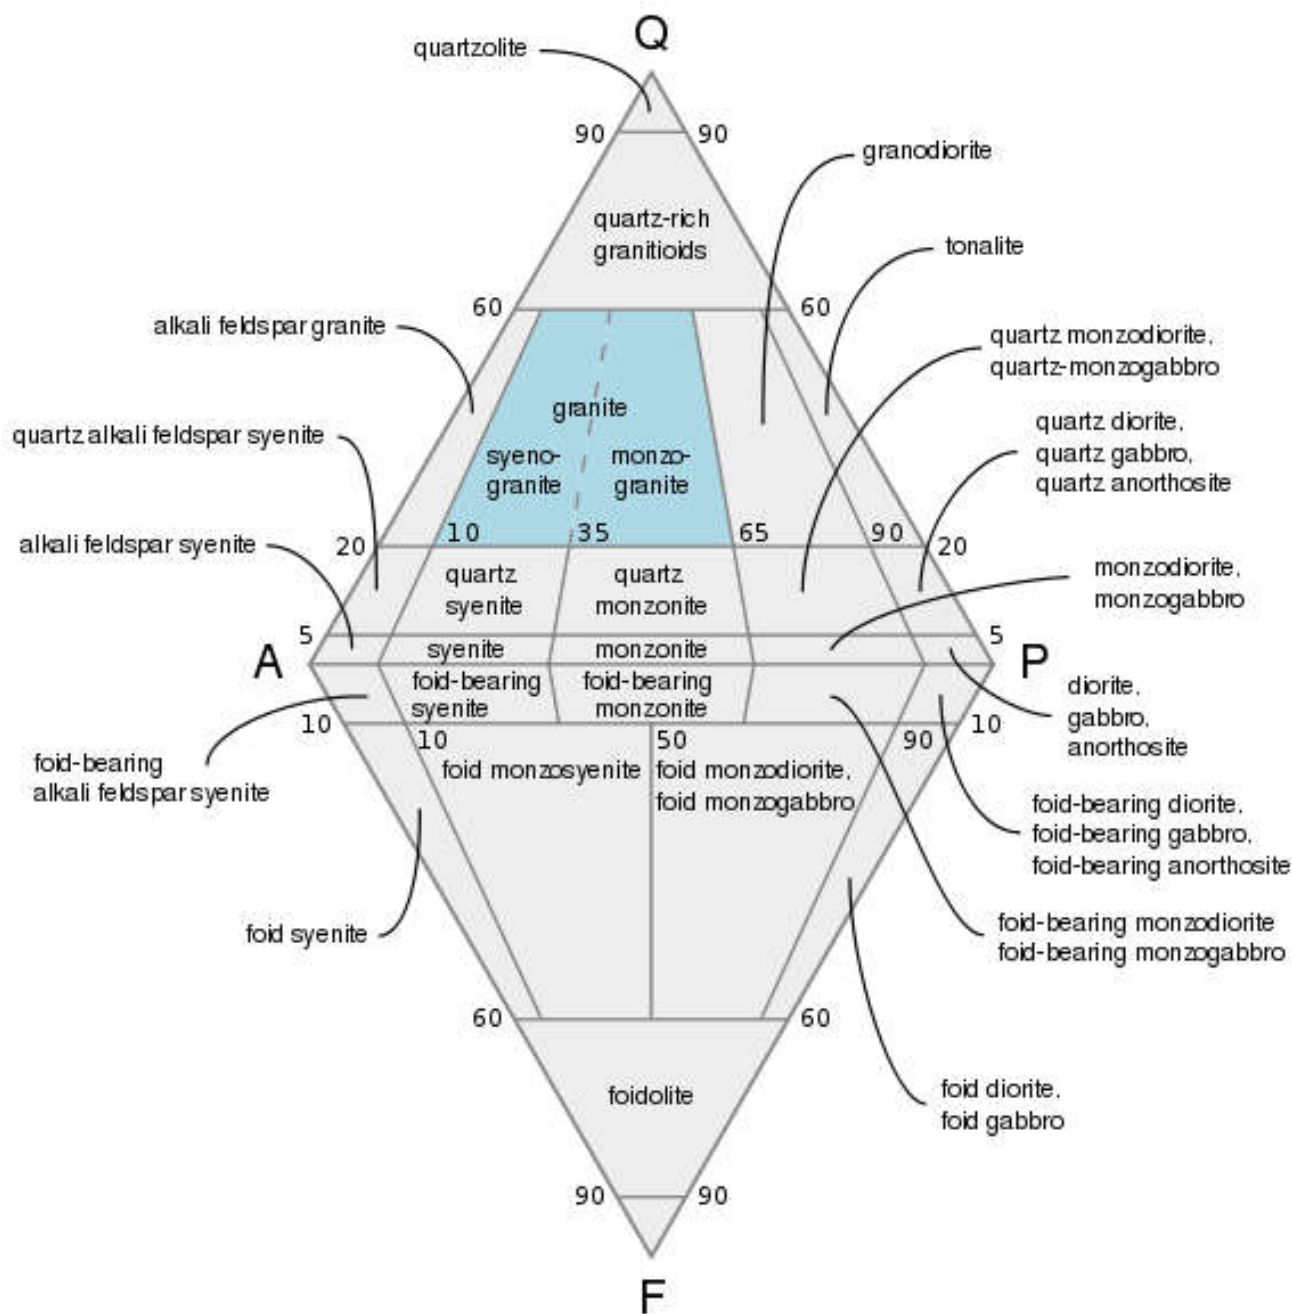 Q
quartzolite
90
90
granodiorite
quartz-rich
granitioids
tonalite
60
60
alkali feldspar granite
quartz monzodiorite,
quartz-monzogabbro
granite
quartz alkali feldspar syenite
quartz diorite,
quartz gabbro,
quartz anorthosite
syeno-
granite
monzo-
granite
20
10
35
65
90
20
alkali feldspar syenite
quartz
syenite
quartz
monzonite
monzodiorite,
monzogabbro
5
5
syenite
monzonite
A
P
foid-bearing
syenite
foid-bearing
monzonite
diorite,
gabbro,
anorthosite
10
10
50
90
10
foid-bearing
alkali feldspar syenite
foid monzosyenite
foid monzodiorite,
foid monzogabbro
foid-bearing diorite,
foid-bearing gabbro,
foid-bearing anorthosite
foid syenite
foid-bearing monzodiorite
foid-bearing monzogabbro
60
60
foidolite
foid diorite,
foid gabbro
90
90
F